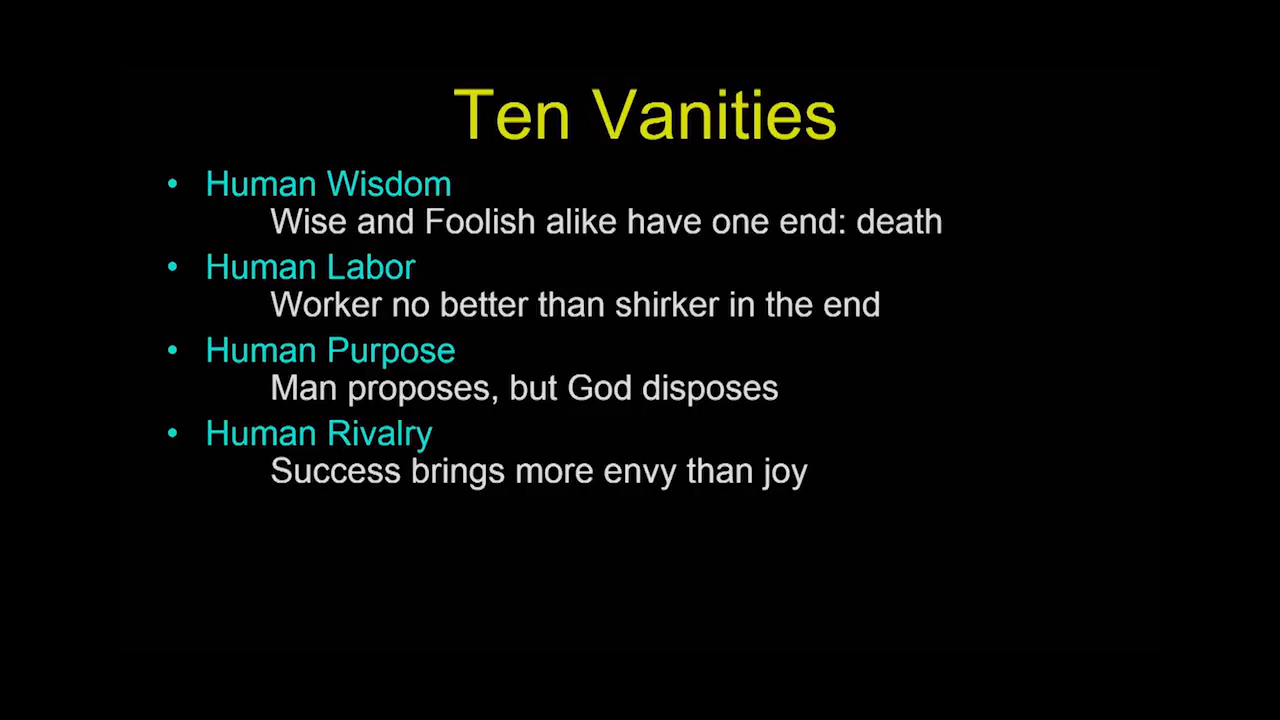 Ten Vanities
• Human Wisdom
Wise and Foolish alike have one end: death
• Human Labor
Worker no better than shirker in the end
• Human Purpose
Man proposes, but God disposes
• Human Rivalry
Success brings more envy than joy